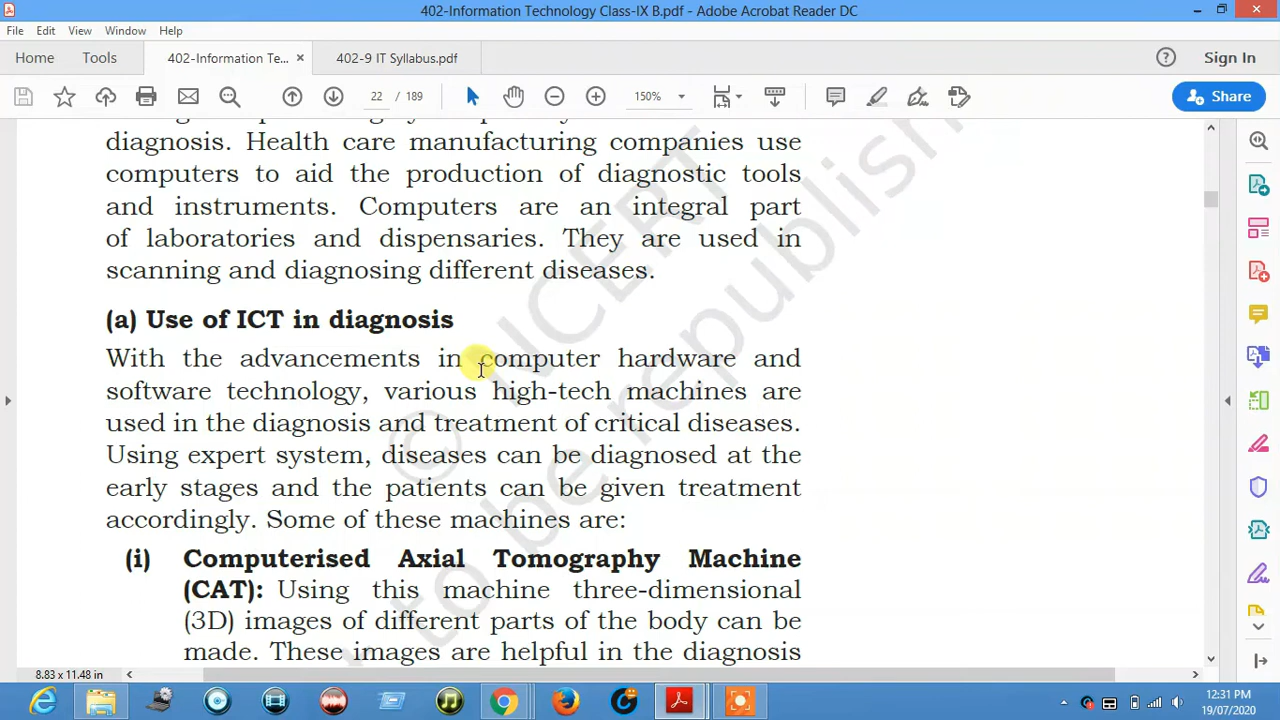 402-Information Technology Class-IX B.pdf - Adobe Acrobat Reader DC
File Edit View Window Help
Home Tools 402-Information Te... × 402-9 IT Syllabus.pdf Sign In
22 / 189 150% Share
diagnosis. Health care manufacturing companies use
computers to aid the production of diagnostic tools
and instruments. Computers are an integral part
of laboratories and dispensaries. They are used in
scanning and diagnosing different diseases.
(a) Use of ICT in diagnosis
With the advancements in computer hardware and
software technology, various high-tech machines are
used in the diagnosis and treatment of critical diseases.
Using expert system, diseases can be diagnosed at the
early stages and the patients can be given treatment
accordingly. Some of these machines are:
(i) Computerised Axial Tomography Machine
(CAT): Using this machine three-dimensional
(3D) images of different parts of the body can be
made. These images are helpful in the diagnosis
© NCERT
to be republish
8.83 x 11.48 in
12:31 PM
19/07/2020